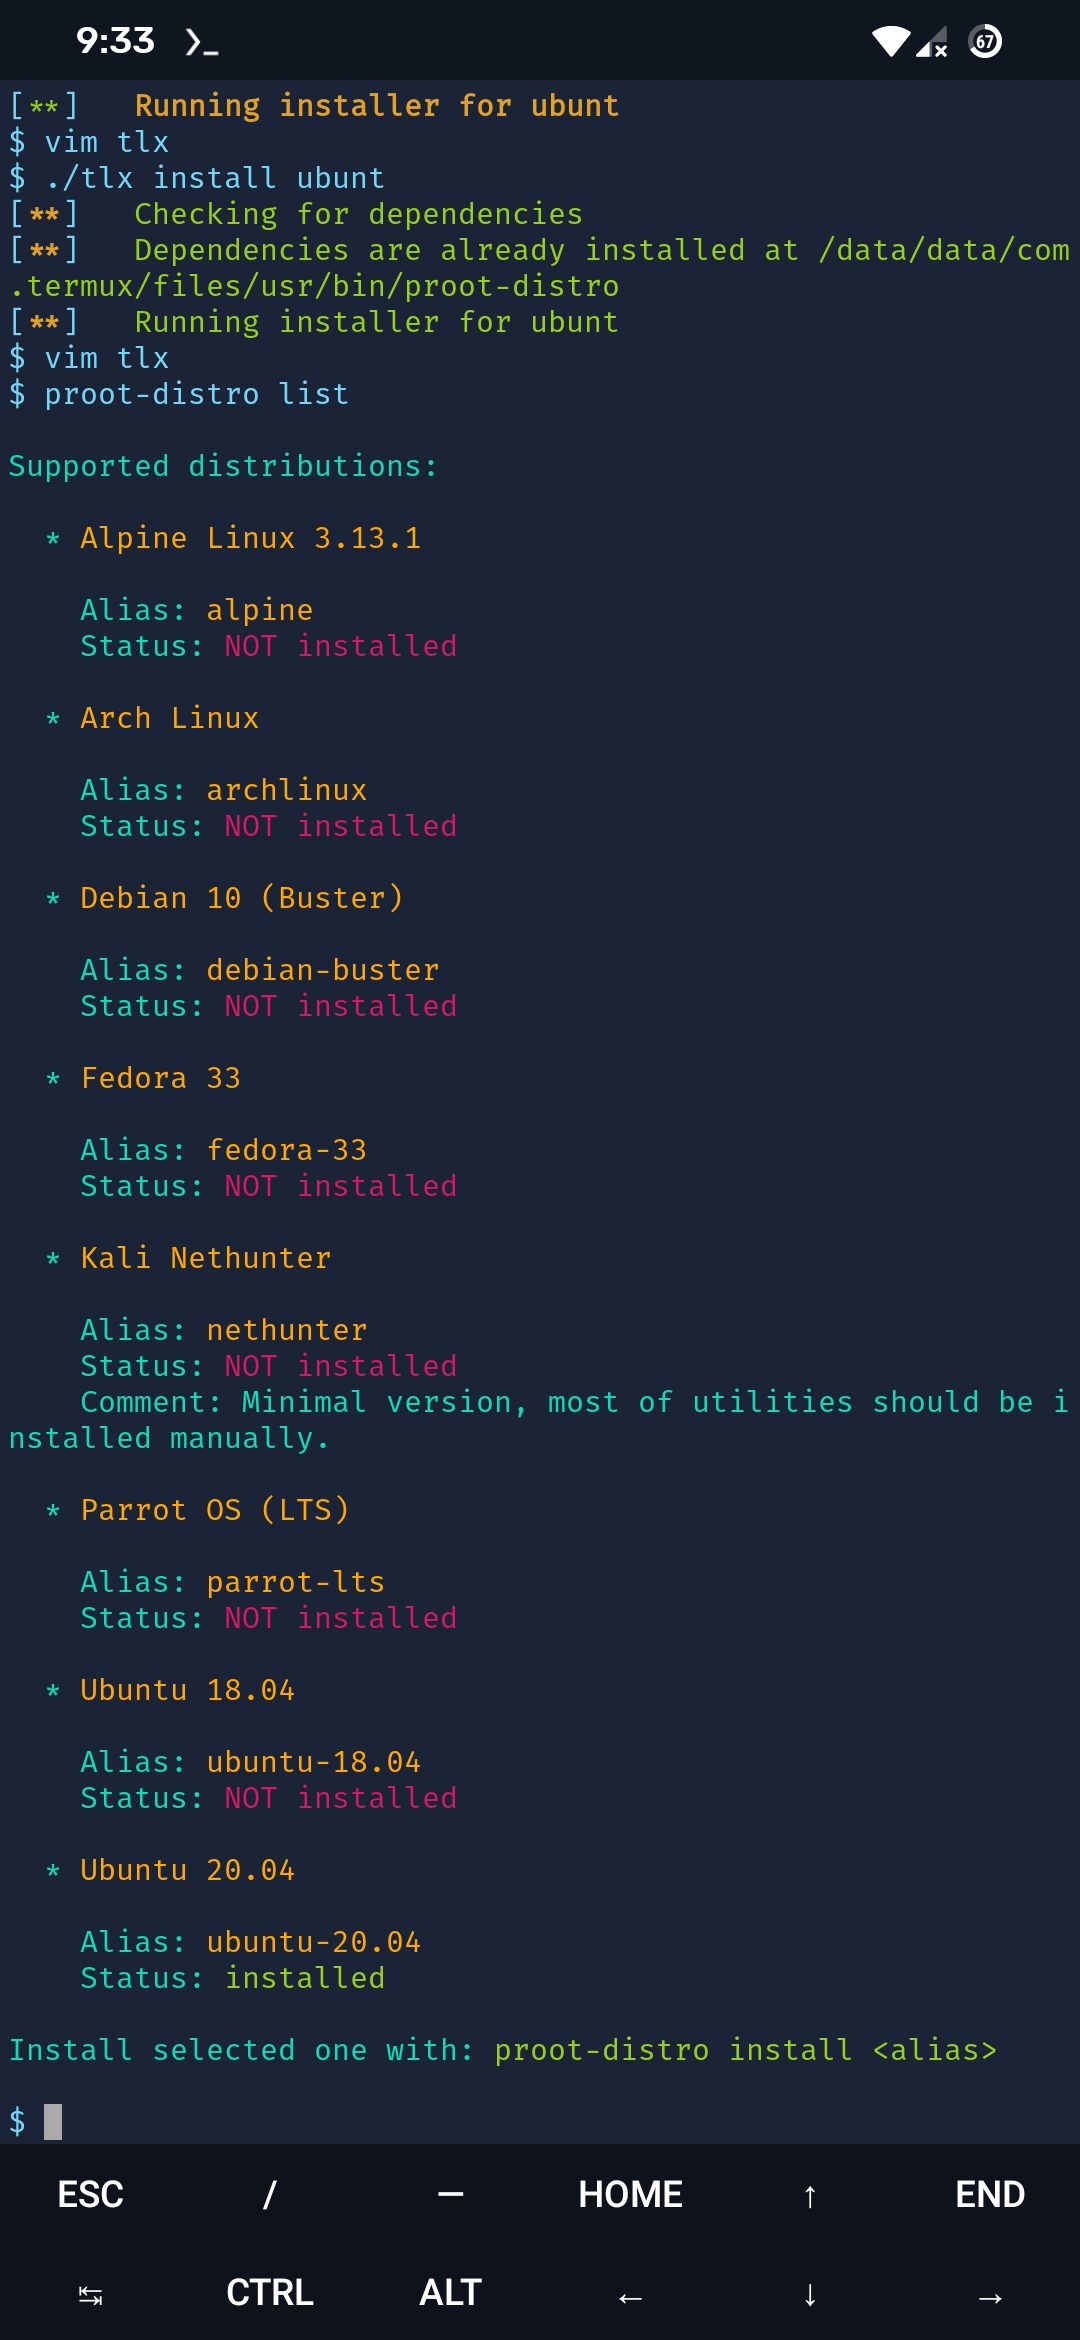 9:33 ❯_ 67
[**]   Running installer for ubunt
$ vim tlx
$ ./tlx install ubunt
[**]   Checking for dependencies
[**]   Dependencies are already installed at /data/data/com
.termux/files/usr/bin/proot-distro
[**]   Running installer for ubunt
$ vim tlx
$ proot-distro list
Supported distributions:
* Alpine Linux 3.13.1
Alias: alpine
Status: NOT installed
* Arch Linux
Alias: archlinux
Status: NOT installed
* Debian 10 (Buster)
Alias: debian-buster
Status: NOT installed
* Fedora 33
Alias: fedora-33
Status: NOT installed
* Kali Nethunter
Alias: nethunter
Status: NOT installed
Comment: Minimal version, most of utilities should be i
nstalled manually.
* Parrot OS (LTS)
Alias: parrot-lts
Status: NOT installed
* Ubuntu 18.04
Alias: ubuntu-18.04
Status: NOT installed
* Ubuntu 20.04
Alias: ubuntu-20.04
Status: installed
Install selected one with: proot-distro install <alias>
$
ESC / — HOME ↑ END
↹ CTRL ALT ← ↓ →